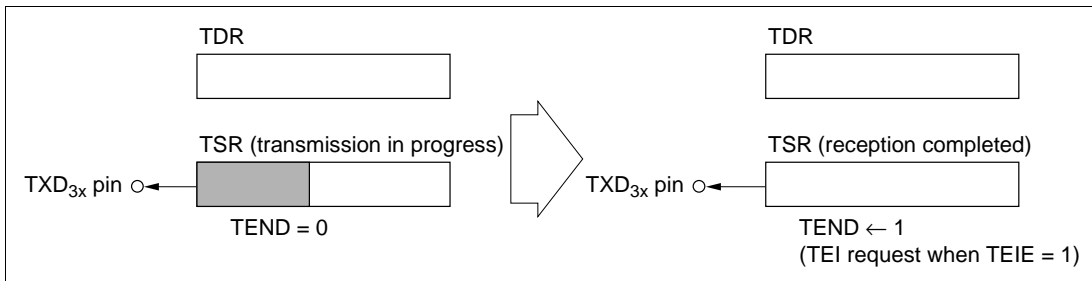 TDR
TSR (transmission in progress)
TXD3x pin
TEND = 0
TDR
TSR (reception completed)
TXD3x pin
TEND ← 1
(TEI request when TEIE = 1)